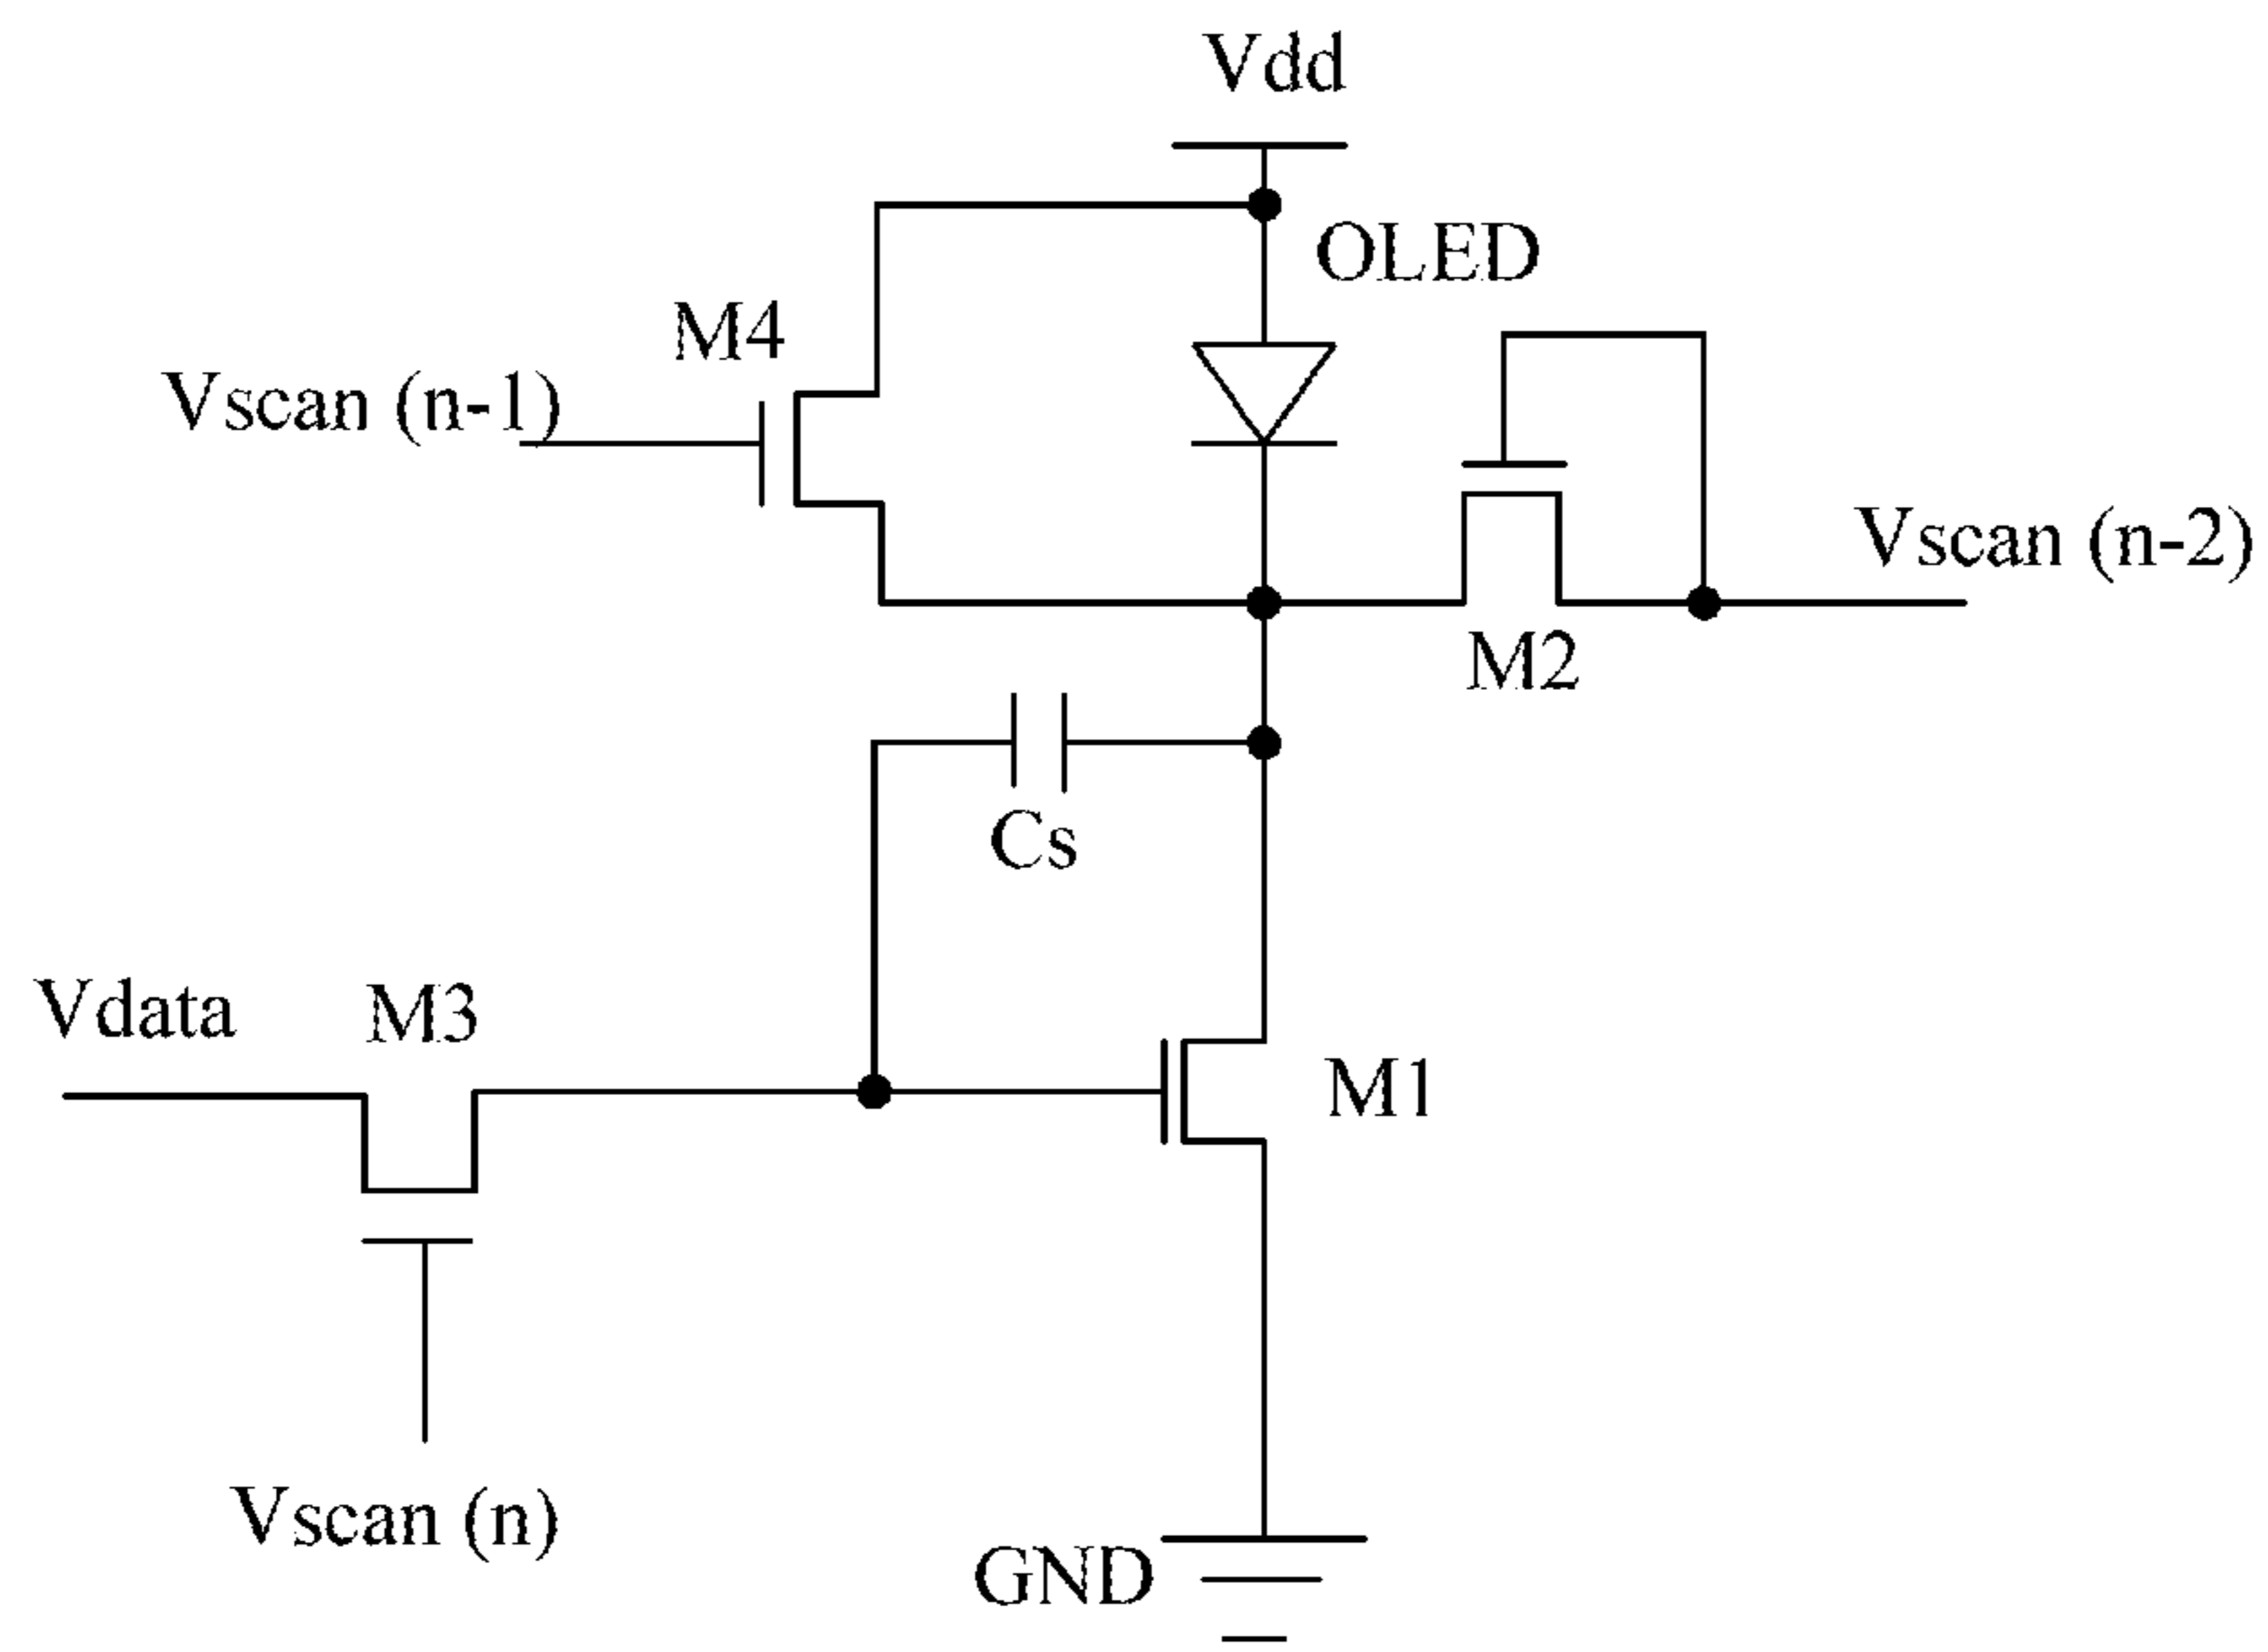 Vdd
OLED
M4
Vscan (n-1)
Vscan (n-2)
M2
Cs
Vdata
M3
M1
Vscan (n)
GND